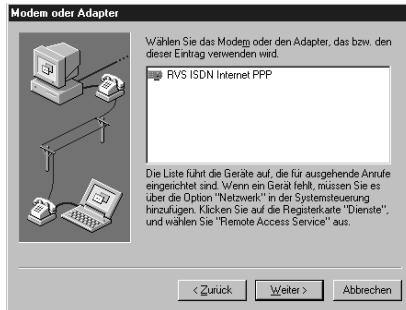 Modem oder Adapter
Wählen Sie das Modem oder den Adapter, das bzw. den
dieser Eintrag verwenden wird.
RVS ISDN Internet PPP
Die Liste führt die Geräte auf, die für ausgehende Anrufe
eingerichtet sind. Wenn ein Gerät fehlt, müssen Sie es
über die Option "Netzwerk" in der Systemsteuerung
hinzufügen. Klicken Sie auf die Registerkarte "Dienste",
und wählen Sie "Remote Access Service" aus.
< Zurück Weiter > Abbrechen